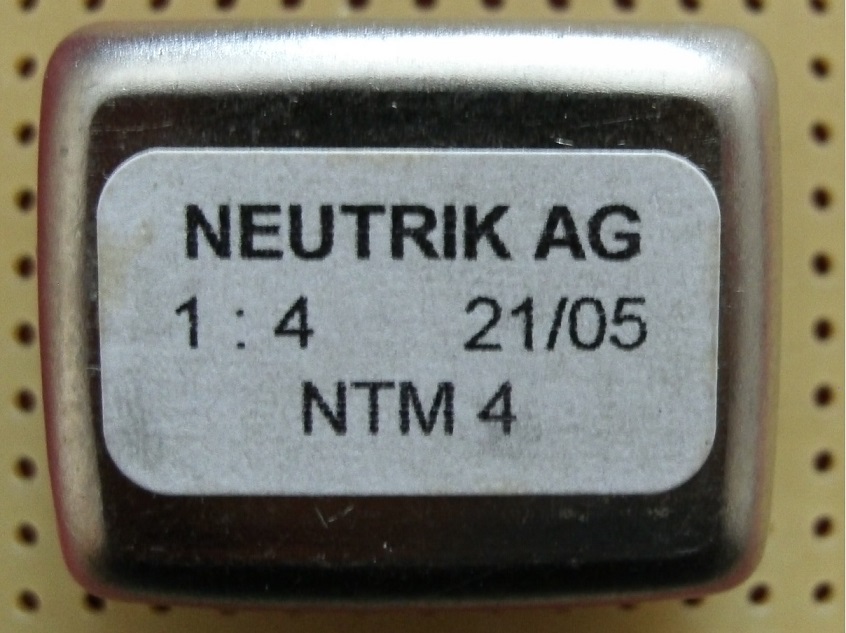 NEUTRIK AG
1 : 4 21/05
NTM 4